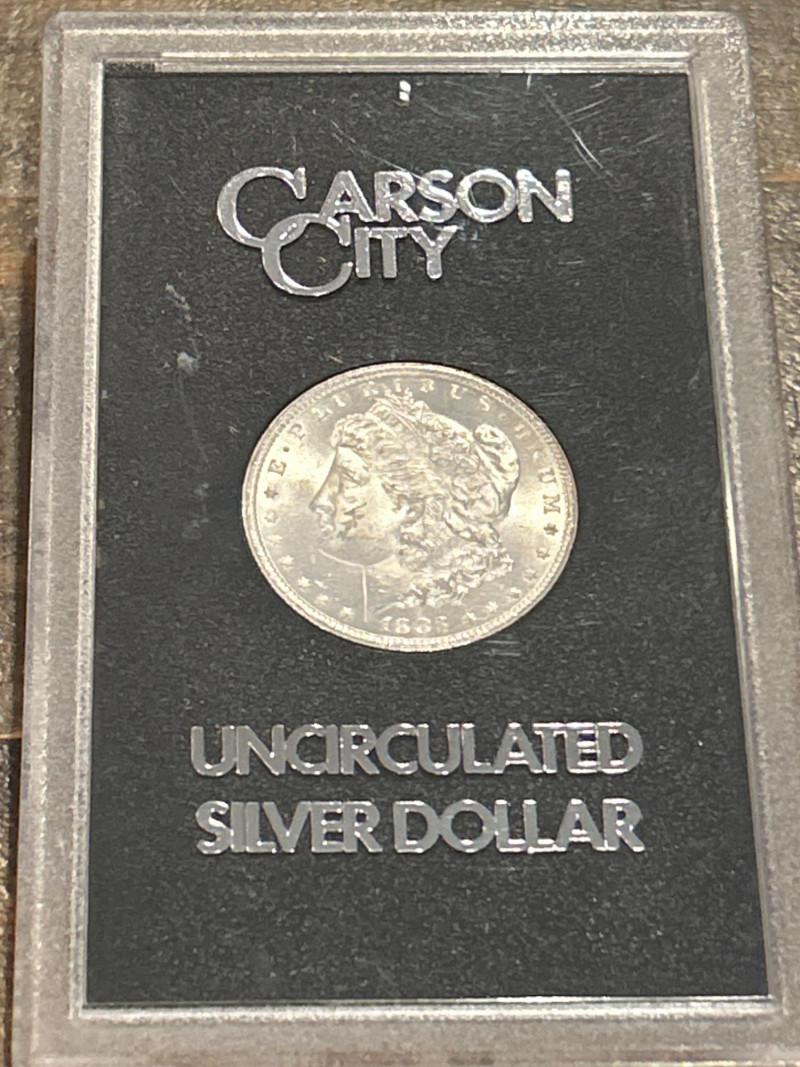 CARSON
CITY
E·PLURIBUS·UNUM
UNCIRCULATED
SILVER DOLLAR